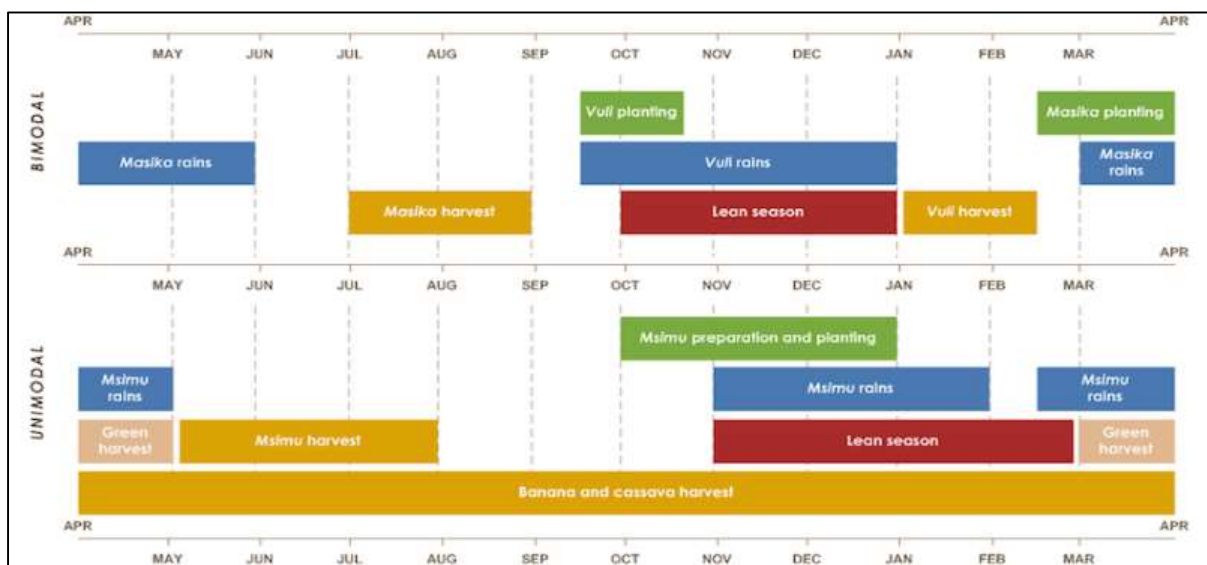 APR APR
MAY JUN JUL AUG SEP OCT NOV DEC JAN FEB MAR
BIMODAL
Vuli planting Masika planting
Masika rains Vuli rains Masika
rains
Masika harvest Lean season Vuli harvest
APR APR
MAY JUN JUL AUG SEP OCT NOV DEC JAN FEB MAR
UNIMODAL
Msimu preparation and planting
Msimu
rains
Msimu rains
Msimu
rains
Green
harvest
Msimu harvest
Lean season
Green
harvest
Banana and cassava harvest
APR APR
MAY JUN JUL AUG SEP OCT NOV DEC JAN FEB MAR